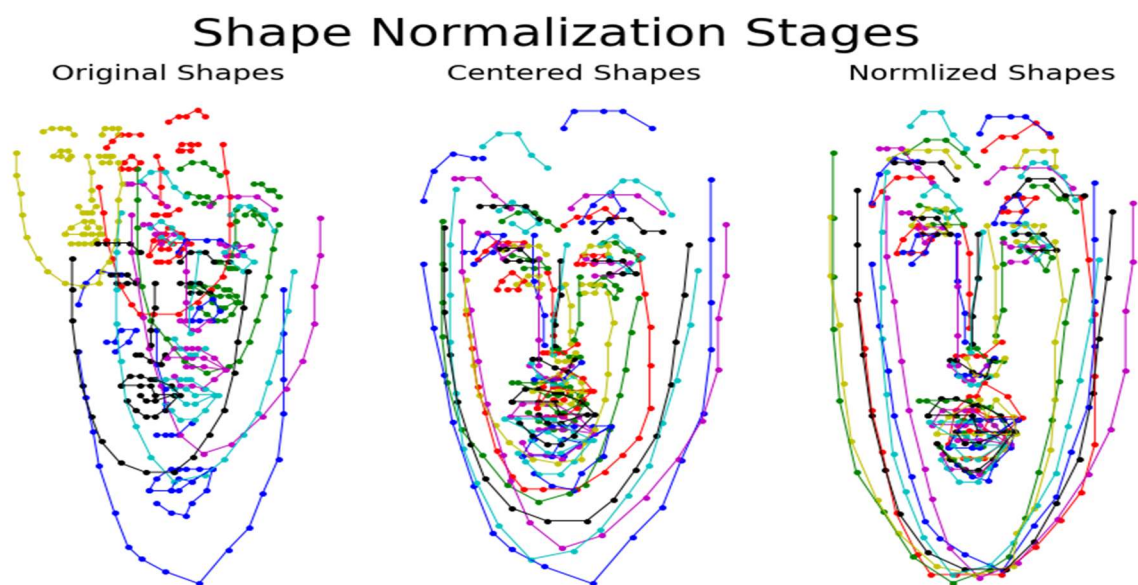 Shape Normalization Stages
Original Shapes
Centered Shapes
Normlized Shapes